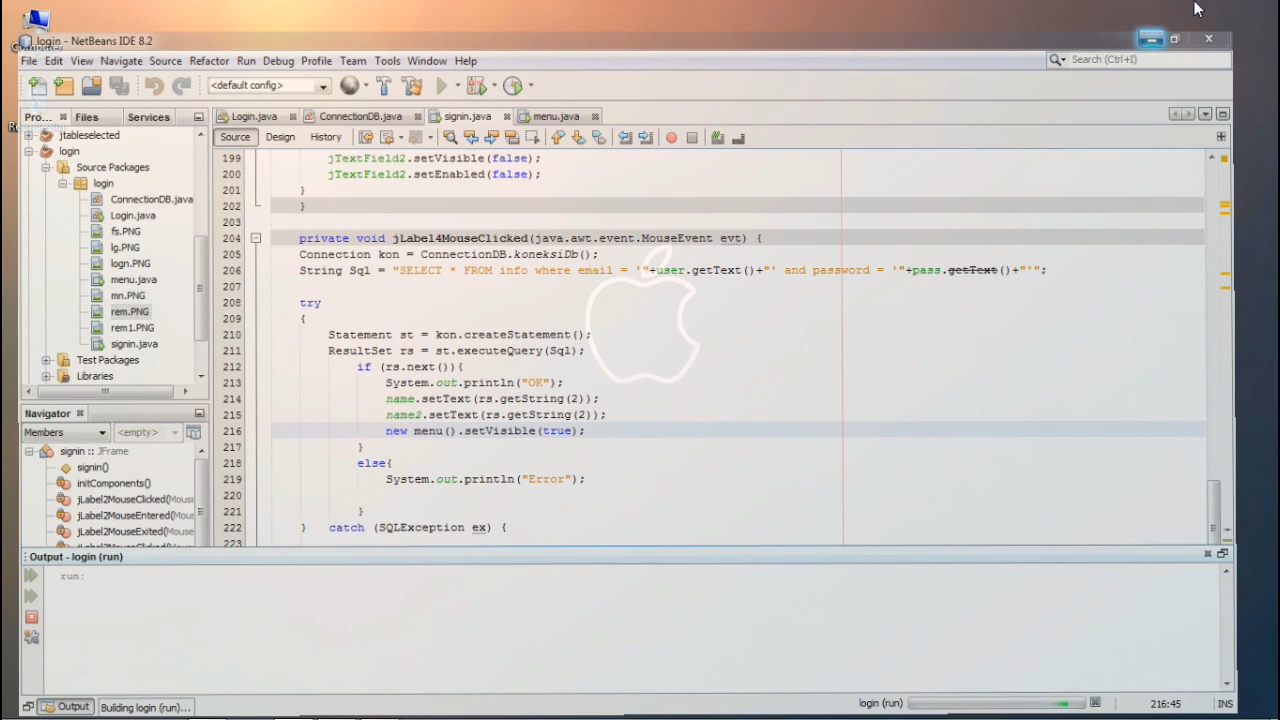 login - NetBeans IDE 8.2
Computer
File Edit View Navigate Source Refactor Run Debug Profile Team Tools Window Help
Search (Ctrl+I)
<default config>
Pro... Files Services
Login.java ConnectionDB.java signin.java menu.java
Source Design History
jtableselected
login
Source Packages
login
ConnectionDB.java
Login.java
fs.PNG
lg.PNG
logn.PNG
menu.java
mn.PNG
rem.PNG
rem1.PNG
signin.java
Test Packages
Libraries
Navigator
Members <empty>
signin :: JFrame
signin()
initComponents()
jLabel2MouseClicked(Mouse
jLabel2MouseEntered(Mouse
jLabel2MouseExited(Mouse
199 jTextField2.setVisible(false);
200 jTextField2.setEnabled(false);
201 }
202 }
203
204 private void jLabel4MouseClicked(java.awt.event.MouseEvent evt) {
205 Connection kon = ConnectionDB.koneksiDb();
206 String Sql = "SELECT * FROM info where email = '"+user.getText()+"' and password = '"+pass.getText()+"'";
207
208 try
209 {
210 Statement st = kon.createStatement();
211 ResultSet rs = st.executeQuery(Sql);
212 if (rs.next()){
213 System.out.println("OK");
214 name.setText(rs.getString(2));
215 name2.setText(rs.getString(2));
216 new menu().setVisible(true);
217 }
218 else{
219 System.out.println("Error");
220
221 }
222 } catch (SQLException ex) {
223
Output - login (run)
run:
Output Building login (run)...
login (run)
216:45 INS